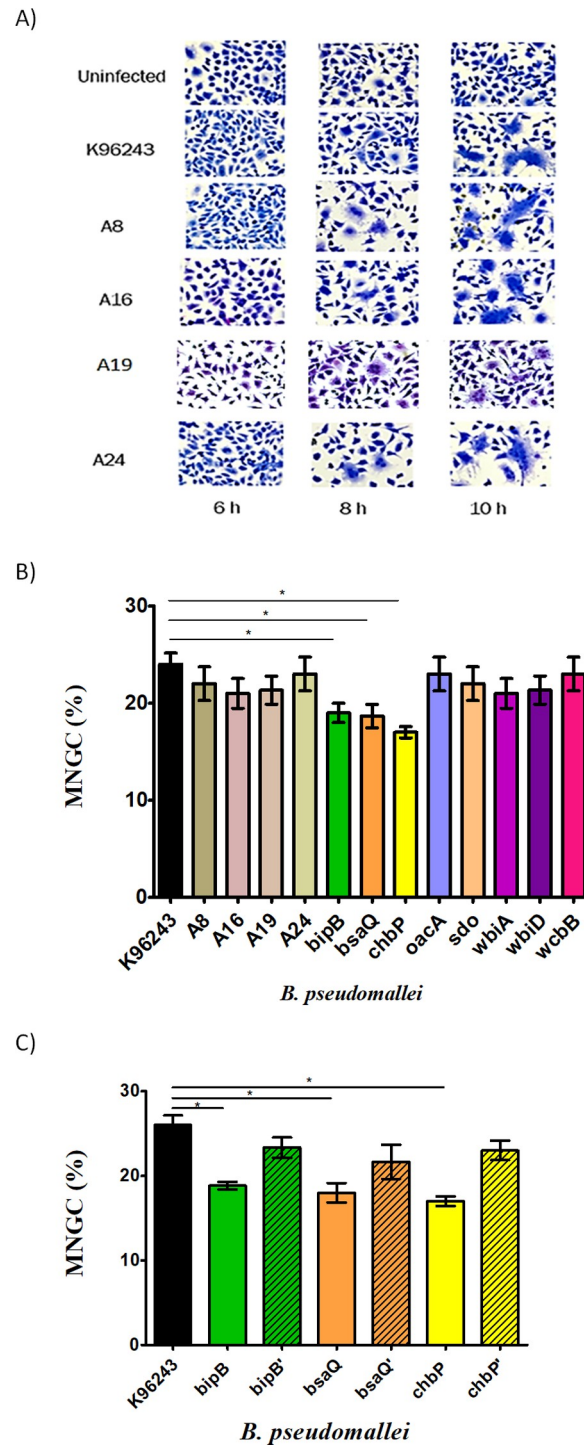 A)
Uninfected
K96243
A8
A16
A19
A24
6 h 8 h 10 h
B)
* 
*
*
MNGC (%)
30
20
10
0
K96243 A8 A16 A19 A24 bipB bsaQ chbP oacA sdo wbiA wbiD wcbB
B. pseudomallei
C)
*
*
*
MNGC (%)
30
20
10
0
K96243 bipB bipB' bsaQ bsaQ' chbP chbP'
B. pseudomallei